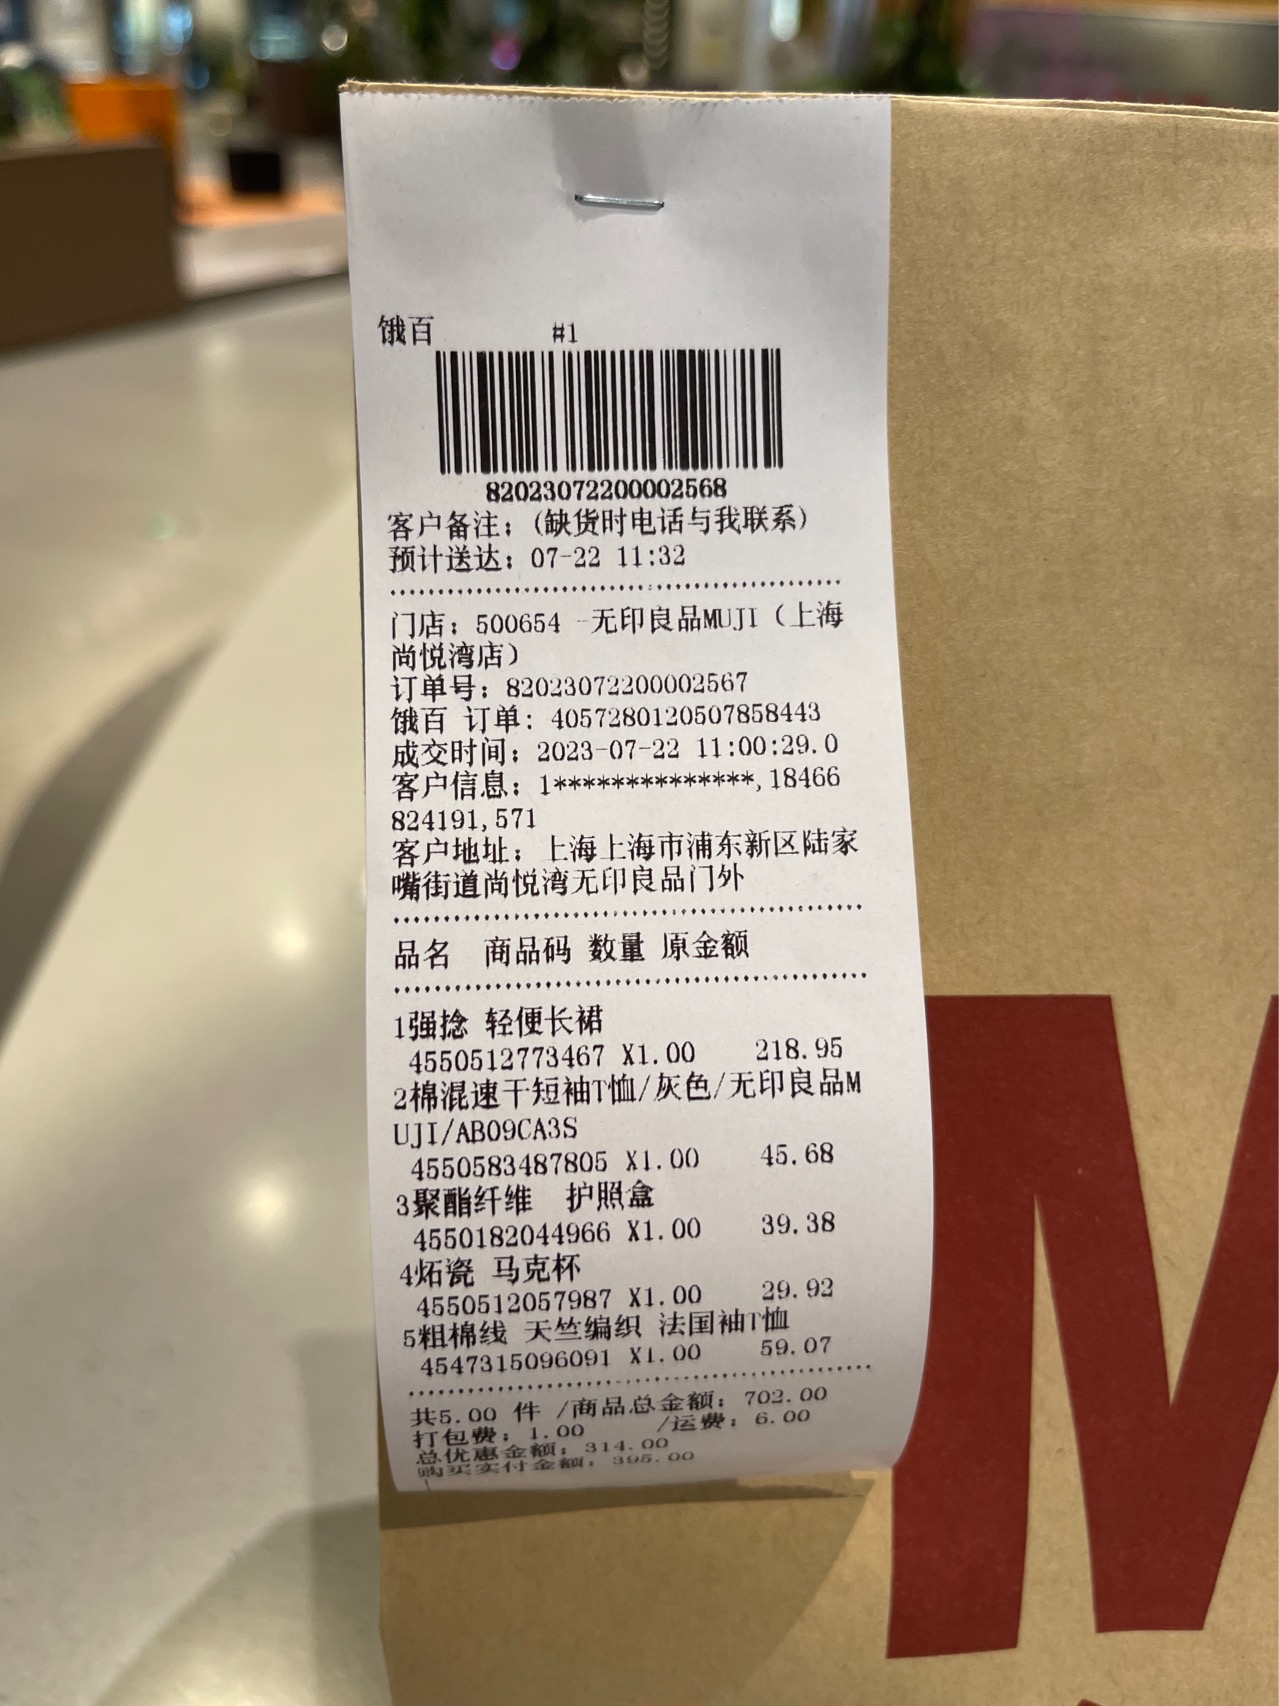 饿百 #1
82023072200002568
客户备注：(缺货时电话与我联系)
预计送达：07-22 11:32
门店：500654 -无印良品MUJI（上海
尚悦湾店）
订单号：82023072200002567
饿百 订单: 4057280120507858443
成交时间：2023-07-22 11:00:29.0
客户信息：1**************,18466
824191,571
客户地址：上海上海市浦东新区陆家
嘴街道尚悦湾无印良品门外
品名 商品码 数量 原金额
1强捻 轻便长裙
4550512773467 X1.00 218.95
2棉混速干短袖T恤/灰色/无印良品M
UJI/AB09CA3S
4550583487805 X1.00 45.68
3聚酯纤维 护照盒
4550182044966 X1.00 39.38
4炻瓷 马克杯
4550512057987 X1.00 29.92
5粗棉线 天竺编织 法国袖T恤
4547315096091 X1.00 59.07
共5.00 件 /商品总金额：702.00
打包费：1.00 /运费：6.00
总优惠金额：314.00
购买实付金额：395.00
M